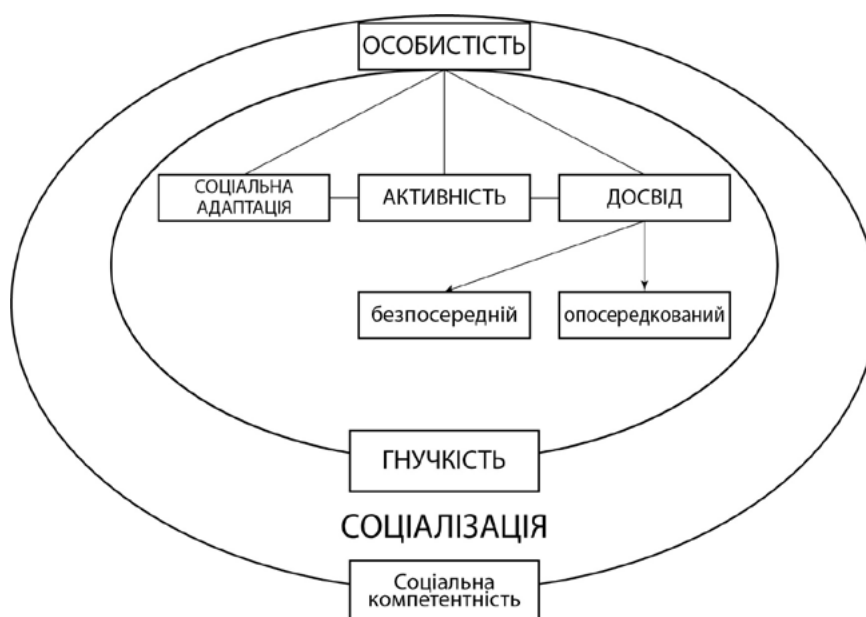 ОСОБИСТІСТЬ
СОЦІАЛЬНА
АДАПТАЦІЯ
АКТИВНІСТЬ
ДОСВІД
безпосередній
опосередкований
ГНУЧКІСТЬ
СОЦІАЛІЗАЦІЯ
Соціальна
компетентність